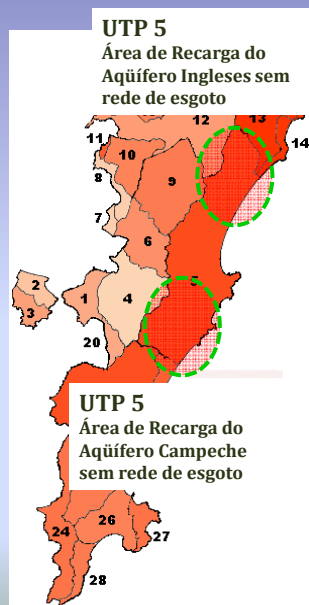 UTP 5
Área de Recarga do
Aqüífero Ingleses sem
rede de esgoto
12
13
11
14
10
8
9
7
6
5
2
1
4
3
20
UTP 5
Área de Recarga do
Aqüífero Campeche
sem rede de esgoto
26
24
27
28